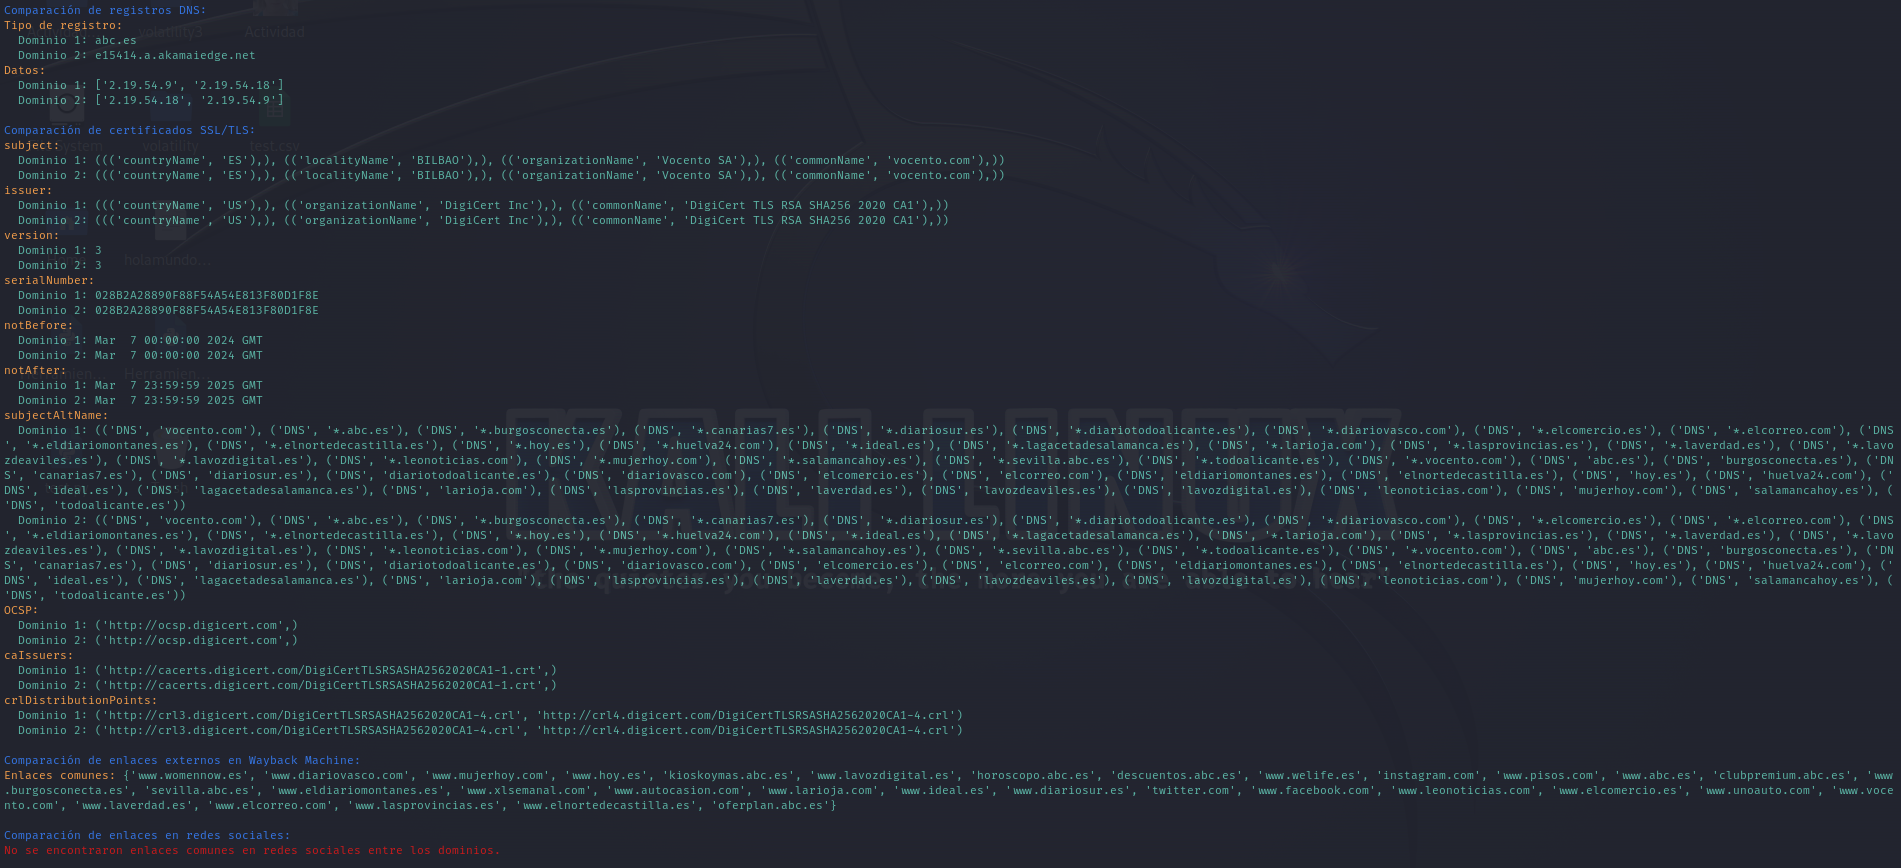 Comparación de registros DNS:
Tipo de registro:
  Dominio 1: abc.es
  Dominio 2: e15414.a.akamaiedge.net
Datos:
  Dominio 1: ['2.19.54.9', '2.19.54.18']
  Dominio 2: ['2.19.54.18', '2.19.54.9']
Comparación de certificados SSL/TLS:
subject:
  Dominio 1: ((('countryName', 'ES'),), (('localityName', 'BILBAO'),), (('organizationName', 'Vocento SA'),), (('commonName', 'vocento.com'),))
  Dominio 2: ((('countryName', 'ES'),), (('localityName', 'BILBAO'),), (('organizationName', 'Vocento SA'),), (('commonName', 'vocento.com'),))
issuer:
  Dominio 1: ((('countryName', 'US'),), (('organizationName', 'DigiCert Inc'),), (('commonName', 'DigiCert TLS RSA SHA256 2020 CA1'),))
  Dominio 2: ((('countryName', 'US'),), (('organizationName', 'DigiCert Inc'),), (('commonName', 'DigiCert TLS RSA SHA256 2020 CA1'),))
version:
  Dominio 1: 3
  Dominio 2: 3
serialNumber:
  Dominio 1: 028B2A28890F88F54A54E813F80D1F8E
  Dominio 2: 028B2A28890F88F54A54E813F80D1F8E
notBefore:
  Dominio 1: Mar  7 00:00:00 2024 GMT
  Dominio 2: Mar  7 00:00:00 2024 GMT
notAfter:
  Dominio 1: Mar  7 23:59:59 2025 GMT
  Dominio 2: Mar  7 23:59:59 2025 GMT
subjectAltName:
  Dominio 1: (('DNS', 'vocento.com'), ('DNS', '*.abc.es'), ('DNS', '*.burgosconecta.es'), ('DNS', '*.canarias7.es'), ('DNS', '*.diariosur.es'), ('DNS', '*.diariotodoalicante.es'), ('DNS', '*.diariovasco.com'), ('DNS', '*.elcomercio.es'), ('DNS', '*.elcorreo.com'), ('DNS
', '*.eldiariomontanes.es'), ('DNS', '*.elnortedecastilla.es'), ('DNS', '*.hoy.es'), ('DNS', '*.huelva24.com'), ('DNS', '*.ideal.es'), ('DNS', '*.lagacetadesalamanca.es'), ('DNS', '*.larioja.com'), ('DNS', '*.lasprovincias.es'), ('DNS', '*.laverdad.es'), ('DNS', '*.lavo
zdeaviles.es'), ('DNS', '*.lavozdigital.es'), ('DNS', '*.leonoticias.com'), ('DNS', '*.mujerhoy.com'), ('DNS', '*.salamancahoy.es'), ('DNS', '*.sevilla.abc.es'), ('DNS', '*.todoalicante.es'), ('DNS', '*.vocento.com'), ('DNS', 'abc.es'), ('DNS', 'burgosconecta.es'), ('DN
S', 'canarias7.es'), ('DNS', 'diariosur.es'), ('DNS', 'diariotodoalicante.es'), ('DNS', 'diariovasco.com'), ('DNS', 'elcomercio.es'), ('DNS', 'elcorreo.com'), ('DNS', 'eldiariomontanes.es'), ('DNS', 'elnortedecastilla.es'), ('DNS', 'hoy.es'), ('DNS', 'huelva24.com'), ('
DNS', 'ideal.es'), ('DNS', 'lagacetadesalamanca.es'), ('DNS', 'larioja.com'), ('DNS', 'lasprovincias.es'), ('DNS', 'laverdad.es'), ('DNS', 'lavozdeaviles.es'), ('DNS', 'lavozdigital.es'), ('DNS', 'leonoticias.com'), ('DNS', 'mujerhoy.com'), ('DNS', 'salamancahoy.es'), (
'DNS', 'todoalicante.es'))
  Dominio 2: (('DNS', 'vocento.com'), ('DNS', '*.abc.es'), ('DNS', '*.burgosconecta.es'), ('DNS', '*.canarias7.es'), ('DNS', '*.diariosur.es'), ('DNS', '*.diariotodoalicante.es'), ('DNS', '*.diariovasco.com'), ('DNS', '*.elcomercio.es'), ('DNS', '*.elcorreo.com'), ('DNS
', '*.eldiariomontanes.es'), ('DNS', '*.elnortedecastilla.es'), ('DNS', '*.hoy.es'), ('DNS', '*.huelva24.com'), ('DNS', '*.ideal.es'), ('DNS', '*.lagacetadesalamanca.es'), ('DNS', '*.larioja.com'), ('DNS', '*.lasprovincias.es'), ('DNS', '*.laverdad.es'), ('DNS', '*.lavo
zdeaviles.es'), ('DNS', '*.lavozdigital.es'), ('DNS', '*.leonoticias.com'), ('DNS', '*.mujerhoy.com'), ('DNS', '*.salamancahoy.es'), ('DNS', '*.sevilla.abc.es'), ('DNS', '*.todoalicante.es'), ('DNS', '*.vocento.com'), ('DNS', 'abc.es'), ('DNS', 'burgosconecta.es'), ('DN
S', 'canarias7.es'), ('DNS', 'diariosur.es'), ('DNS', 'diariotodoalicante.es'), ('DNS', 'diariovasco.com'), ('DNS', 'elcomercio.es'), ('DNS', 'elcorreo.com'), ('DNS', 'eldiariomontanes.es'), ('DNS', 'elnortedecastilla.es'), ('DNS', 'hoy.es'), ('DNS', 'huelva24.com'), ('
DNS', 'ideal.es'), ('DNS', 'lagacetadesalamanca.es'), ('DNS', 'larioja.com'), ('DNS', 'lasprovincias.es'), ('DNS', 'laverdad.es'), ('DNS', 'lavozdeaviles.es'), ('DNS', 'lavozdigital.es'), ('DNS', 'leonoticias.com'), ('DNS', 'mujerhoy.com'), ('DNS', 'salamancahoy.es'), (
'DNS', 'todoalicante.es'))
OCSP:
  Dominio 1: ('http://ocsp.digicert.com',)
  Dominio 2: ('http://ocsp.digicert.com',)
caIssuers:
  Dominio 1: ('http://cacerts.digicert.com/DigiCertTLSRSASHA2562020CA1-1.crt',)
  Dominio 2: ('http://cacerts.digicert.com/DigiCertTLSRSASHA2562020CA1-1.crt',)
crlDistributionPoints:
  Dominio 1: ('http://crl3.digicert.com/DigiCertTLSRSASHA2562020CA1-4.crl', 'http://crl4.digicert.com/DigiCertTLSRSASHA2562020CA1-4.crl')
  Dominio 2: ('http://crl3.digicert.com/DigiCertTLSRSASHA2562020CA1-4.crl', 'http://crl4.digicert.com/DigiCertTLSRSASHA2562020CA1-4.crl')
Comparación de enlaces externos en Wayback Machine:
Enlaces comunes: {'www.womennow.es', 'www.diariovasco.com', 'www.mujerhoy.com', 'www.hoy.es', 'kioskoymas.abc.es', 'www.lavozdigital.es', 'horoscopo.abc.es', 'descuentos.abc.es', 'www.welife.es', 'instagram.com', 'www.pisos.com', 'www.abc.es', 'clubpremium.abc.es', 'www
.burgosconecta.es', 'sevilla.abc.es', 'www.eldiariomontanes.es', 'www.xlsemanal.com', 'www.autocasion.com', 'www.larioja.com', 'www.ideal.es', 'www.diariosur.es', 'twitter.com', 'www.facebook.com', 'www.leonoticias.com', 'www.elcomercio.es', 'www.unoauto.com', 'www.voce
nto.com', 'www.laverdad.es', 'www.elcorreo.com', 'www.lasprovincias.es', 'www.elnortedecastilla.es', 'oferplan.abc.es'}
Comparación de enlaces en redes sociales:
No se encontraron enlaces comunes en redes sociales entre los dominios.